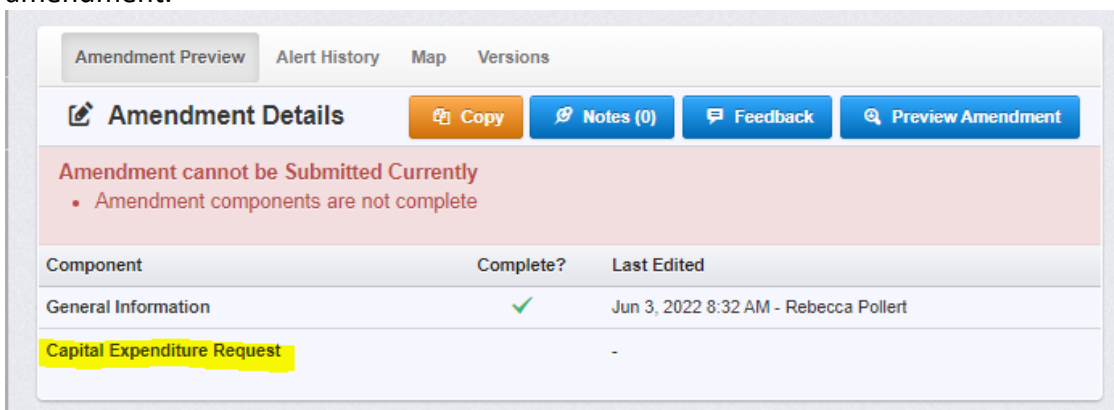 amendment.
Amendment Preview Alert History Map Versions
Amendment Details Copy Notes (0) Feedback Preview Amendment
Amendment cannot be Submitted Currently
• Amendment components are not complete
Component Complete? Last Edited
General Information ✓ Jun 3, 2022 8:32 AM - Rebecca Pollert
Capital Expenditure Request -